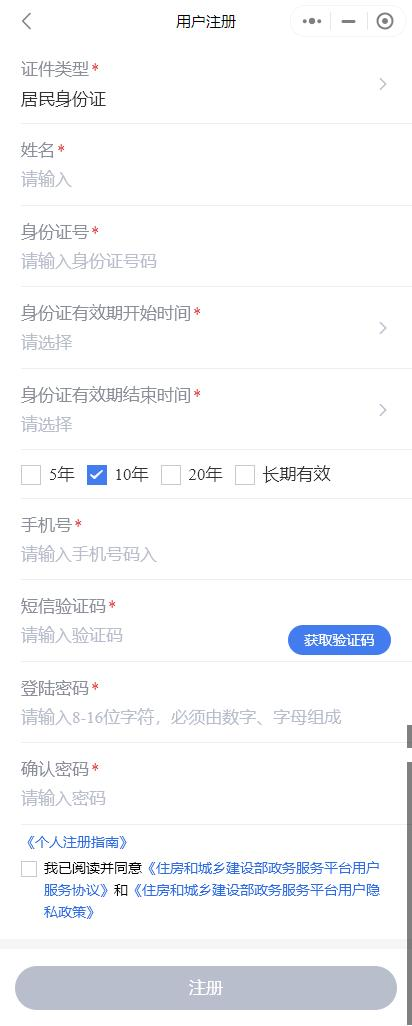 用户注册
证件类型*
居民身份证
姓名*
请输入
身份证号*
请输入身份证号码
身份证有效期开始时间*
请选择
身份证有效期结束时间*
请选择
5年 10年 20年 长期有效
手机号*
请输入手机号码入
短信验证码*
请输入验证码
获取验证码
登陆密码*
请输入8-16位字符，必须由数字、字母组成
确认密码*
请输入密码
《个人注册指南》
我已阅读并同意《住房和城乡建设部政务服务平台用户
服务协议》和《住房和城乡建设部政务服务平台用户隐
私政策》
注册